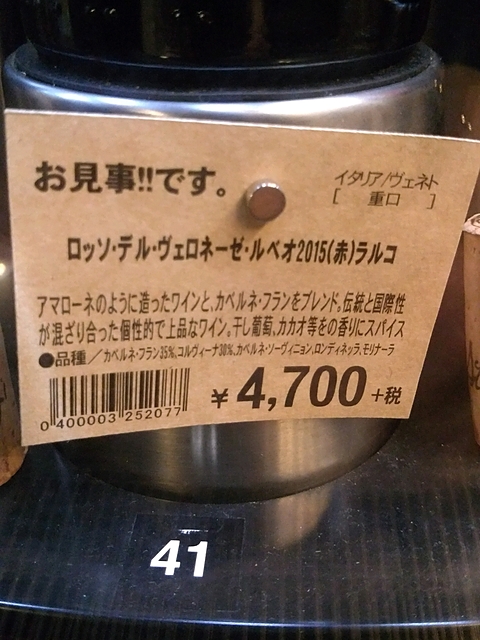 お見事!!です。
イタリア/ヴェネト
[ 重口 ]
ロッソ・デル・ヴェロネーゼ・ルベオ2015(赤)ラルコ
アマローネのように造ったワインと、カベルネ・フランをブレンド。伝統と国際性
が混ざり合った個性的で上品なワイン。干し葡萄、カカオ等をの香りにスパイス
●品種/カベルネ・フラン35%、コルヴィーナ30%、カベルネ・ソーヴィニョン、ロンディネッラ、モリナーラ
¥4,700+税
0 400003 252077
41